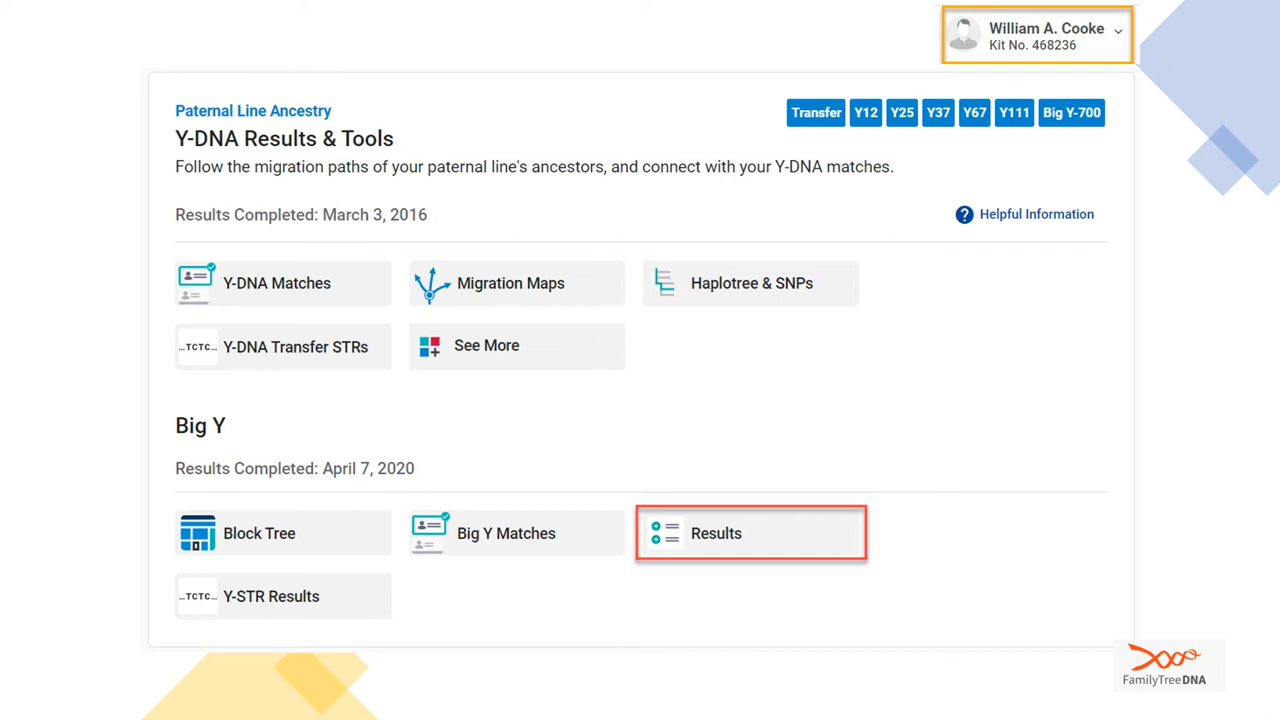 William A. Cooke
Kit No. 468236
Paternal Line Ancestry
Transfer Y12 Y25 Y37 Y67 Y111 Big Y-700
Y-DNA Results & Tools
Follow the migration paths of your paternal line's ancestors, and connect with your Y-DNA matches.
Results Completed: March 3, 2016
? Helpful Information
Y-DNA Matches
Migration Maps
Haplotree & SNPs
...TCTC... Y-DNA Transfer STRs
See More
Big Y
Results Completed: April 7, 2020
Block Tree
Big Y Matches
Results
...TCTC... Y-STR Results
FamilyTreeDNA